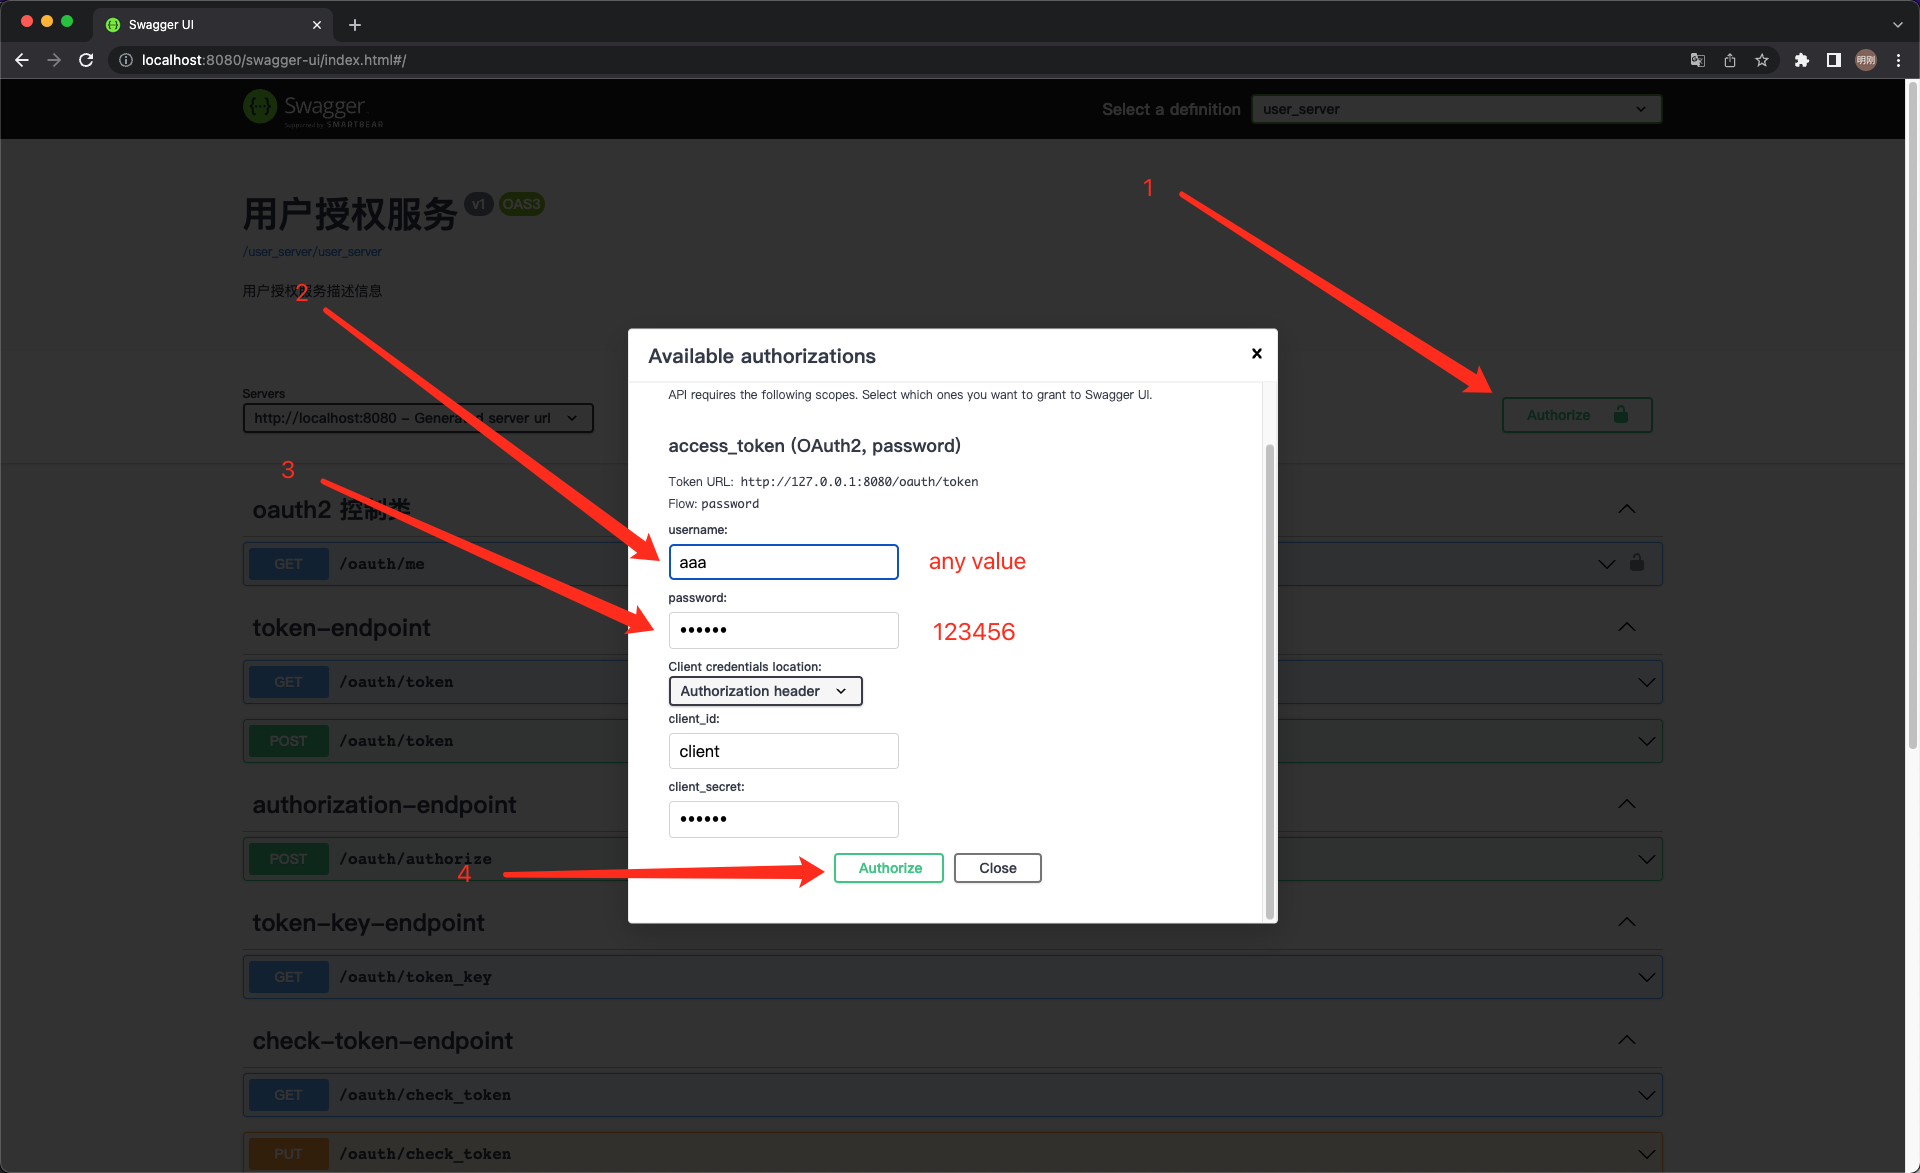 Swagger UI
localhost:8080/swagger-ui/index.html#/
明刚
Swagger
Supported by SMARTBEAR
Select a definition
user_server
1
用户授权服务
v1
OAS3
/user_server/user_server
用户授权服务描述信息
2
Available authorizations
x
API requires the following scopes. Select which ones you want to grant to Swagger UI.
Servers
http://localhost:8080 – Generated server url
Authorize
access_token (OAuth2, password)
3
Token URL: http://127.0.0.1:8080/oauth/token
Flow: password
oauth2 控制类
username:
GET /oauth/me
aaa
any value
password:
••••••
123456
token-endpoint
Client credentials location:
Authorization header
GET /oauth/token
client_id:
client
POST /oauth/token
client_secret:
••••••
authorization-endpoint
POST /oauth/authorize
4
Authorize
Close
token-key-endpoint
GET /oauth/token_key
check-token-endpoint
GET /oauth/check_token
PUT /oauth/check_token